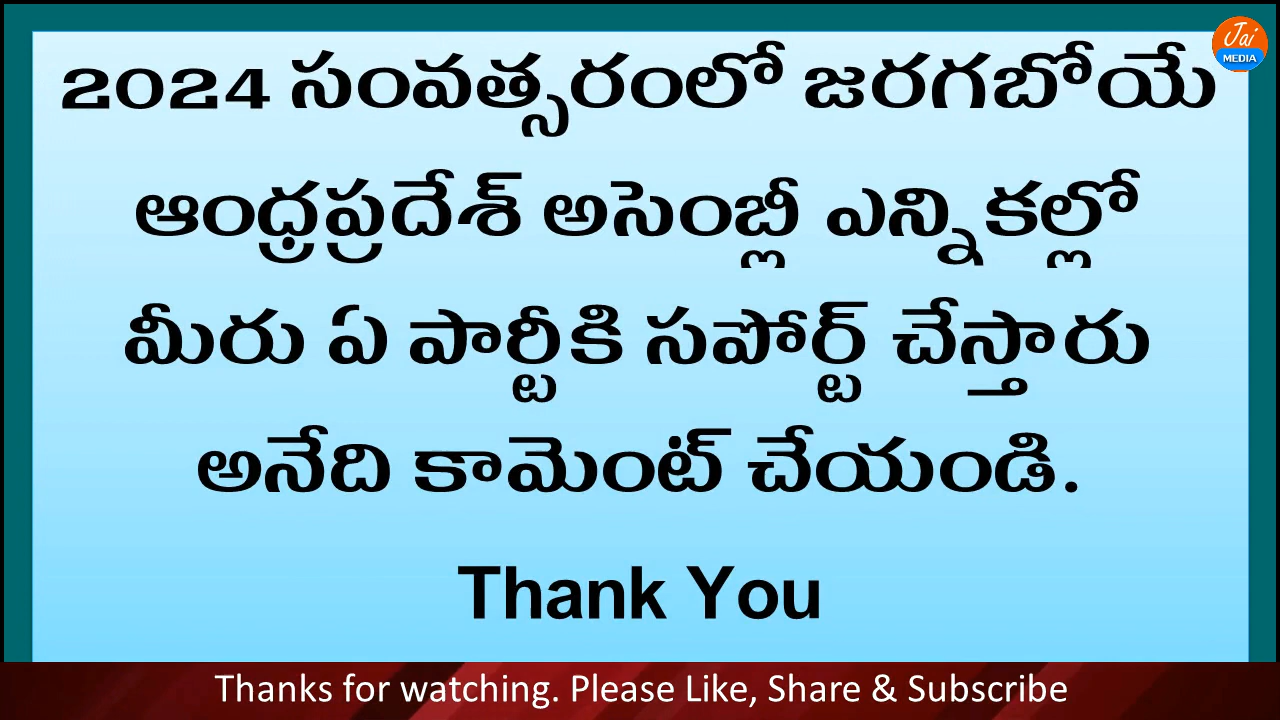 Jai
MEDIA
2024 సంవత్సరంలో జరగబోయే
ఆంధ్రప్రదేశ్ అసెంబ్లీ ఎన్నికల్లో
మీరు ఏ పార్టీకి సపోర్ట్ చేస్తారు
అనేది కామెంట్ చేయండి.
Thank You
Thanks for watching. Please Like, Share & Subscribe